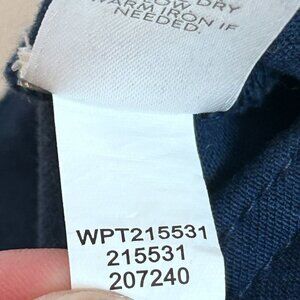 DRY
LOW
WARM IRON IF
NEEDED.
WPT215531
215531
207240